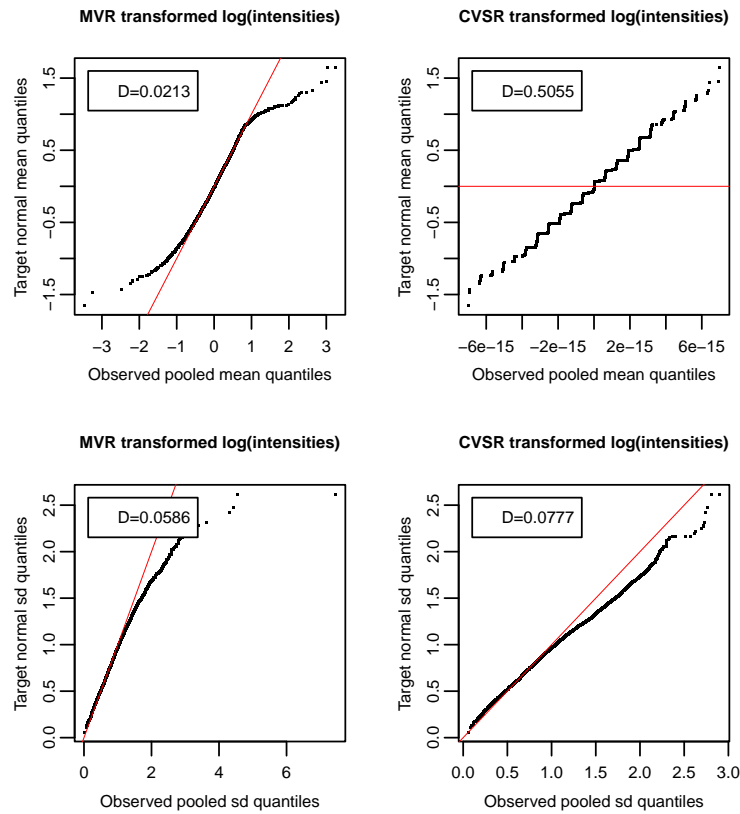 MVR transformed log(intensities)
D=0.0213
Target normal mean quantiles
1.5
0.5
−0.5
−1.5
−3 −2 −1 0 1 2 3
Observed pooled mean quantiles
CVSR transformed log(intensities)
D=0.5055
Target normal mean quantiles
1.5
0.5
−0.5
−1.5
−6e−15 −2e−15 2e−15 6e−15
Observed pooled mean quantiles
MVR transformed log(intensities)
D=0.0586
Target normal sd quantiles
2.5
2.0
1.5
1.0
0.5
0.0
0 2 4 6
Observed pooled sd quantiles
CVSR transformed log(intensities)
D=0.0777
Target normal sd quantiles
2.5
2.0
1.5
1.0
0.5
0.0
0.0 0.5 1.0 1.5 2.0 2.5 3.0
Observed pooled sd quantiles